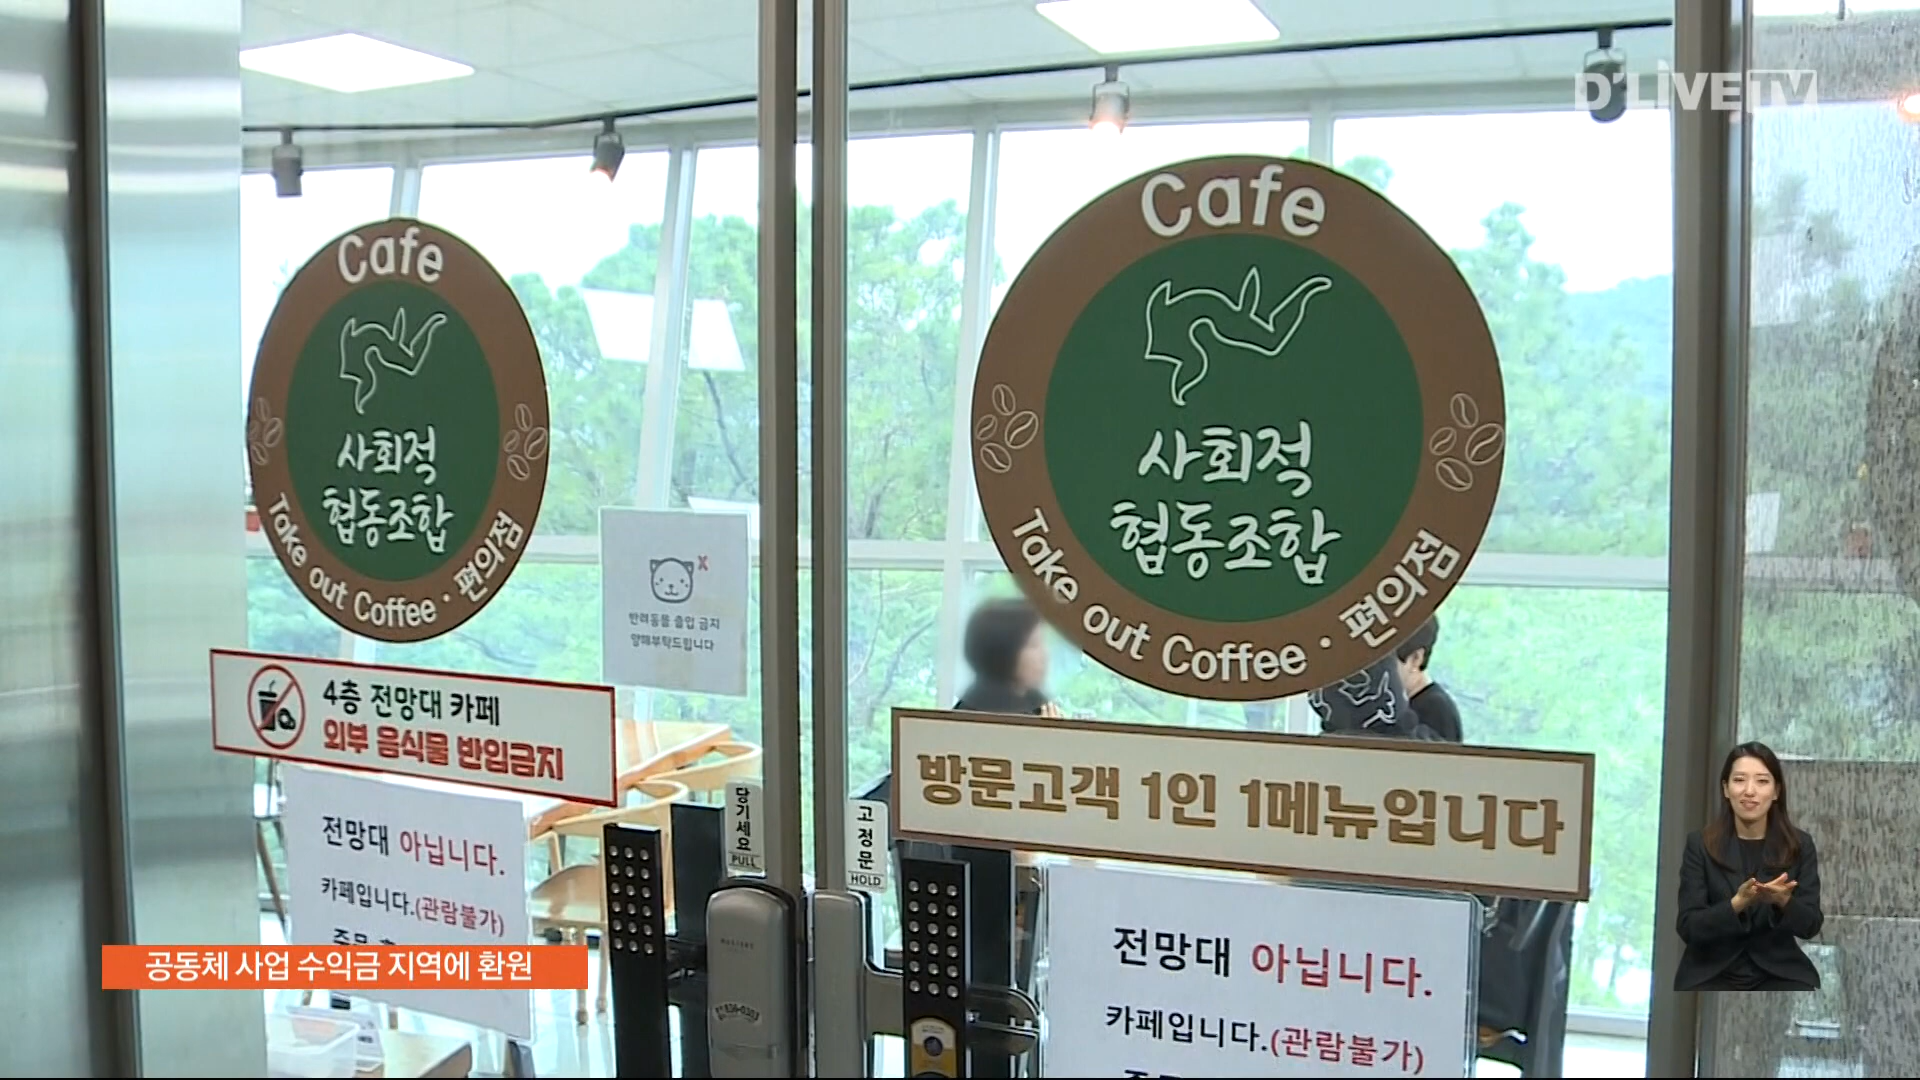 D'LIVE TV
Cafe
사회적
협동조합
Take out Coffee · 편의점
Cafe
사회적
협동조합
Take out Coffee · 편의점
반려동물 출입 금지
양해부탁드립니다
4층 전망대 카페
외부 음식물 반입금지
방문고객 1인 1메뉴입니다
당기세요
PULL
고정문
HOLD
전망대 아닙니다.
카페입니다.(관람불가)
전망대 아닙니다.
카페입니다.(관람불가)
공동체 사업 수익금 지역에 환원